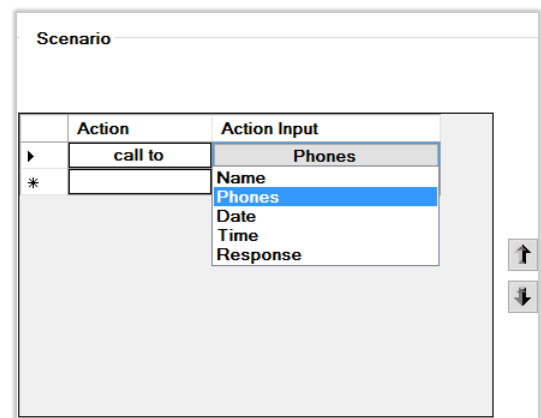 Scenario
Action Action Input
call to Phones
Name
Phones
Date
Time
Response